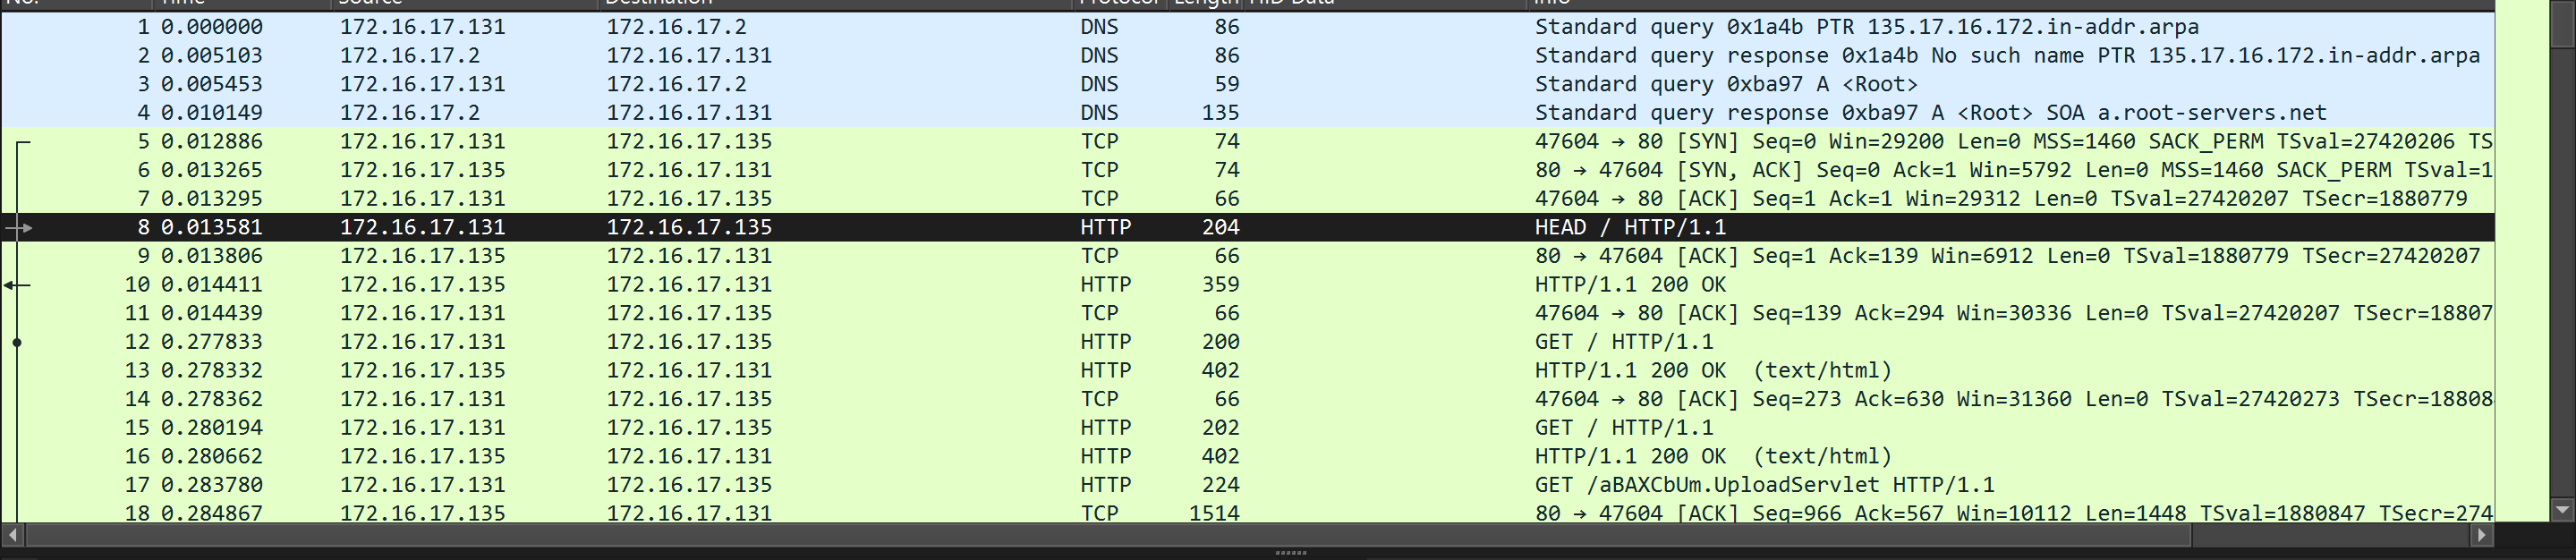 No. Time Source Destination Protocol Length HID Data Info
1 0.000000 172.16.17.131 172.16.17.2 DNS 86 Standard query 0x1a4b PTR 135.17.16.172.in-addr.arpa
2 0.005103 172.16.17.2 172.16.17.131 DNS 86 Standard query response 0x1a4b No such name PTR 135.17.16.172.in-addr.arpa
3 0.005453 172.16.17.131 172.16.17.2 DNS 59 Standard query 0xba97 A <Root>
4 0.010149 172.16.17.2 172.16.17.131 DNS 135 Standard query response 0xba97 A <Root> SOA a.root-servers.net
5 0.012886 172.16.17.131 172.16.17.135 TCP 74 47604 → 80 [SYN] Seq=0 Win=29200 Len=0 MSS=1460 SACK_PERM TSval=27420206 TS
6 0.013265 172.16.17.135 172.16.17.131 TCP 74 80 → 47604 [SYN, ACK] Seq=0 Ack=1 Win=5792 Len=0 MSS=1460 SACK_PERM TSval=1
7 0.013295 172.16.17.131 172.16.17.135 TCP 66 47604 → 80 [ACK] Seq=1 Ack=1 Win=29312 Len=0 TSval=27420207 TSecr=1880779
8 0.013581 172.16.17.131 172.16.17.135 HTTP 204 HEAD / HTTP/1.1
9 0.013806 172.16.17.135 172.16.17.131 TCP 66 80 → 47604 [ACK] Seq=1 Ack=139 Win=6912 Len=0 TSval=1880779 TSecr=27420207
10 0.014411 172.16.17.135 172.16.17.131 HTTP 359 HTTP/1.1 200 OK
11 0.014439 172.16.17.131 172.16.17.135 TCP 66 47604 → 80 [ACK] Seq=139 Ack=294 Win=30336 Len=0 TSval=27420207 TSecr=18807
12 0.277833 172.16.17.131 172.16.17.135 HTTP 200 GET / HTTP/1.1
13 0.278332 172.16.17.135 172.16.17.131 HTTP 402 HTTP/1.1 200 OK (text/html)
14 0.278362 172.16.17.131 172.16.17.135 TCP 66 47604 → 80 [ACK] Seq=273 Ack=630 Win=31360 Len=0 TSval=27420273 TSecr=18808
15 0.280194 172.16.17.131 172.16.17.135 HTTP 202 GET / HTTP/1.1
16 0.280662 172.16.17.135 172.16.17.131 HTTP 402 HTTP/1.1 200 OK (text/html)
17 0.283780 172.16.17.131 172.16.17.135 HTTP 224 GET /aBAXCbUm.UploadServlet HTTP/1.1
18 0.284867 172.16.17.135 172.16.17.131 TCP 1514 80 → 47604 [ACK] Seq=966 Ack=567 Win=10112 Len=1448 TSval=1880847 TSecr=274